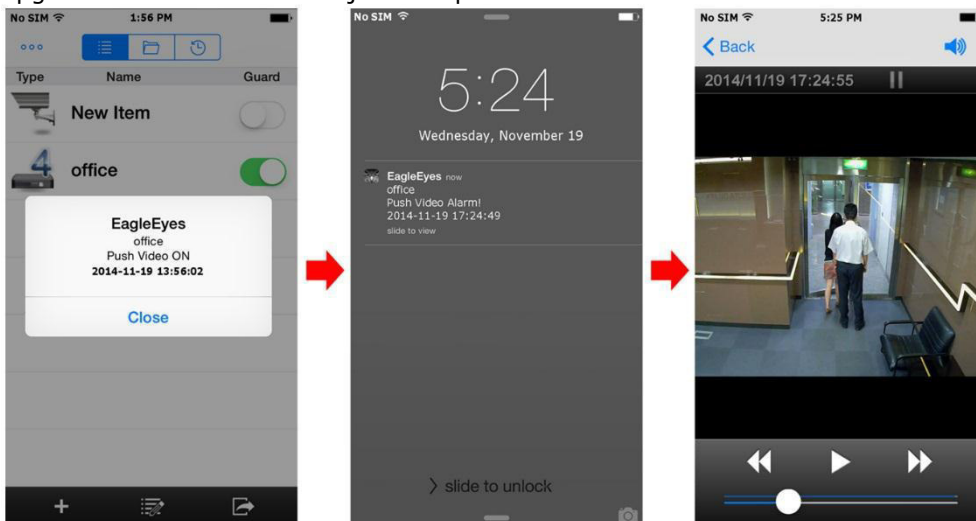 No SIM 1:56 PM
Type Name Guard
New Item
4
office
EagleEyes
office
Push Video ON
2014-11-19 13:56:02
Close
No SIM
5:24
Wednesday, November 19
EagleEyes now
office
Push Video Alarm!
2014-11-19 17:24:49
slide to view
> slide to unlock
No SIM 5:25 PM
Back
2014/11/19 17:24:55